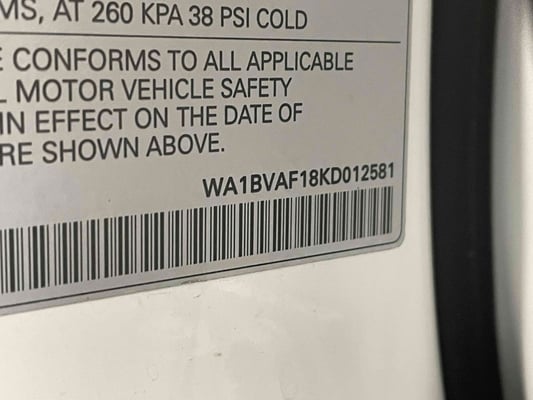 MS, AT 260 KPA 38 PSI COLD
E CONFORMS TO ALL APPLICABLE
L MOTOR VEHICLE SAFETY
IN EFFECT ON THE DATE OF
RE SHOWN ABOVE.
WA1BVAF18KD012581